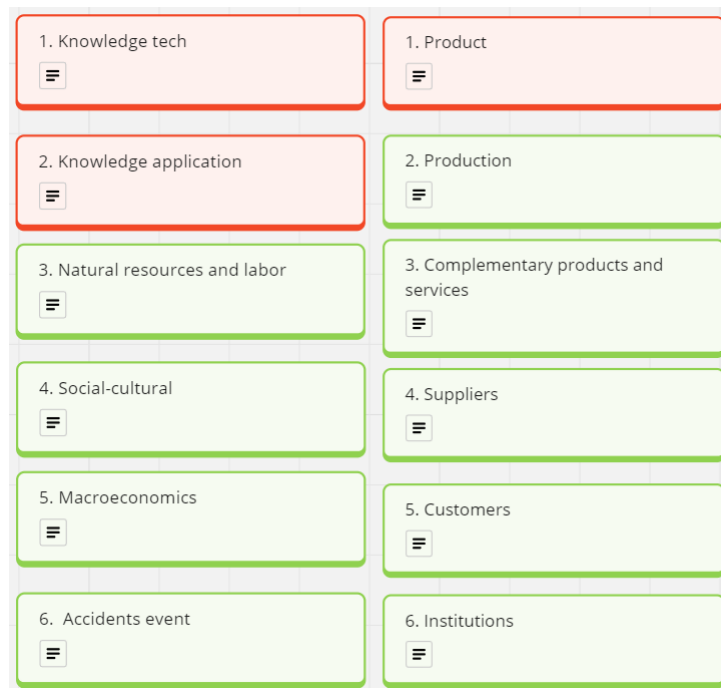 1. Knowledge tech
2. Knowledge application
3. Natural resources and labor
4. Social-cultural
5. Macroeconomics
6.  Accidents event
1. Product
2. Production
3. Complementary products and
services
4. Suppliers
5. Customers
6. Institutions